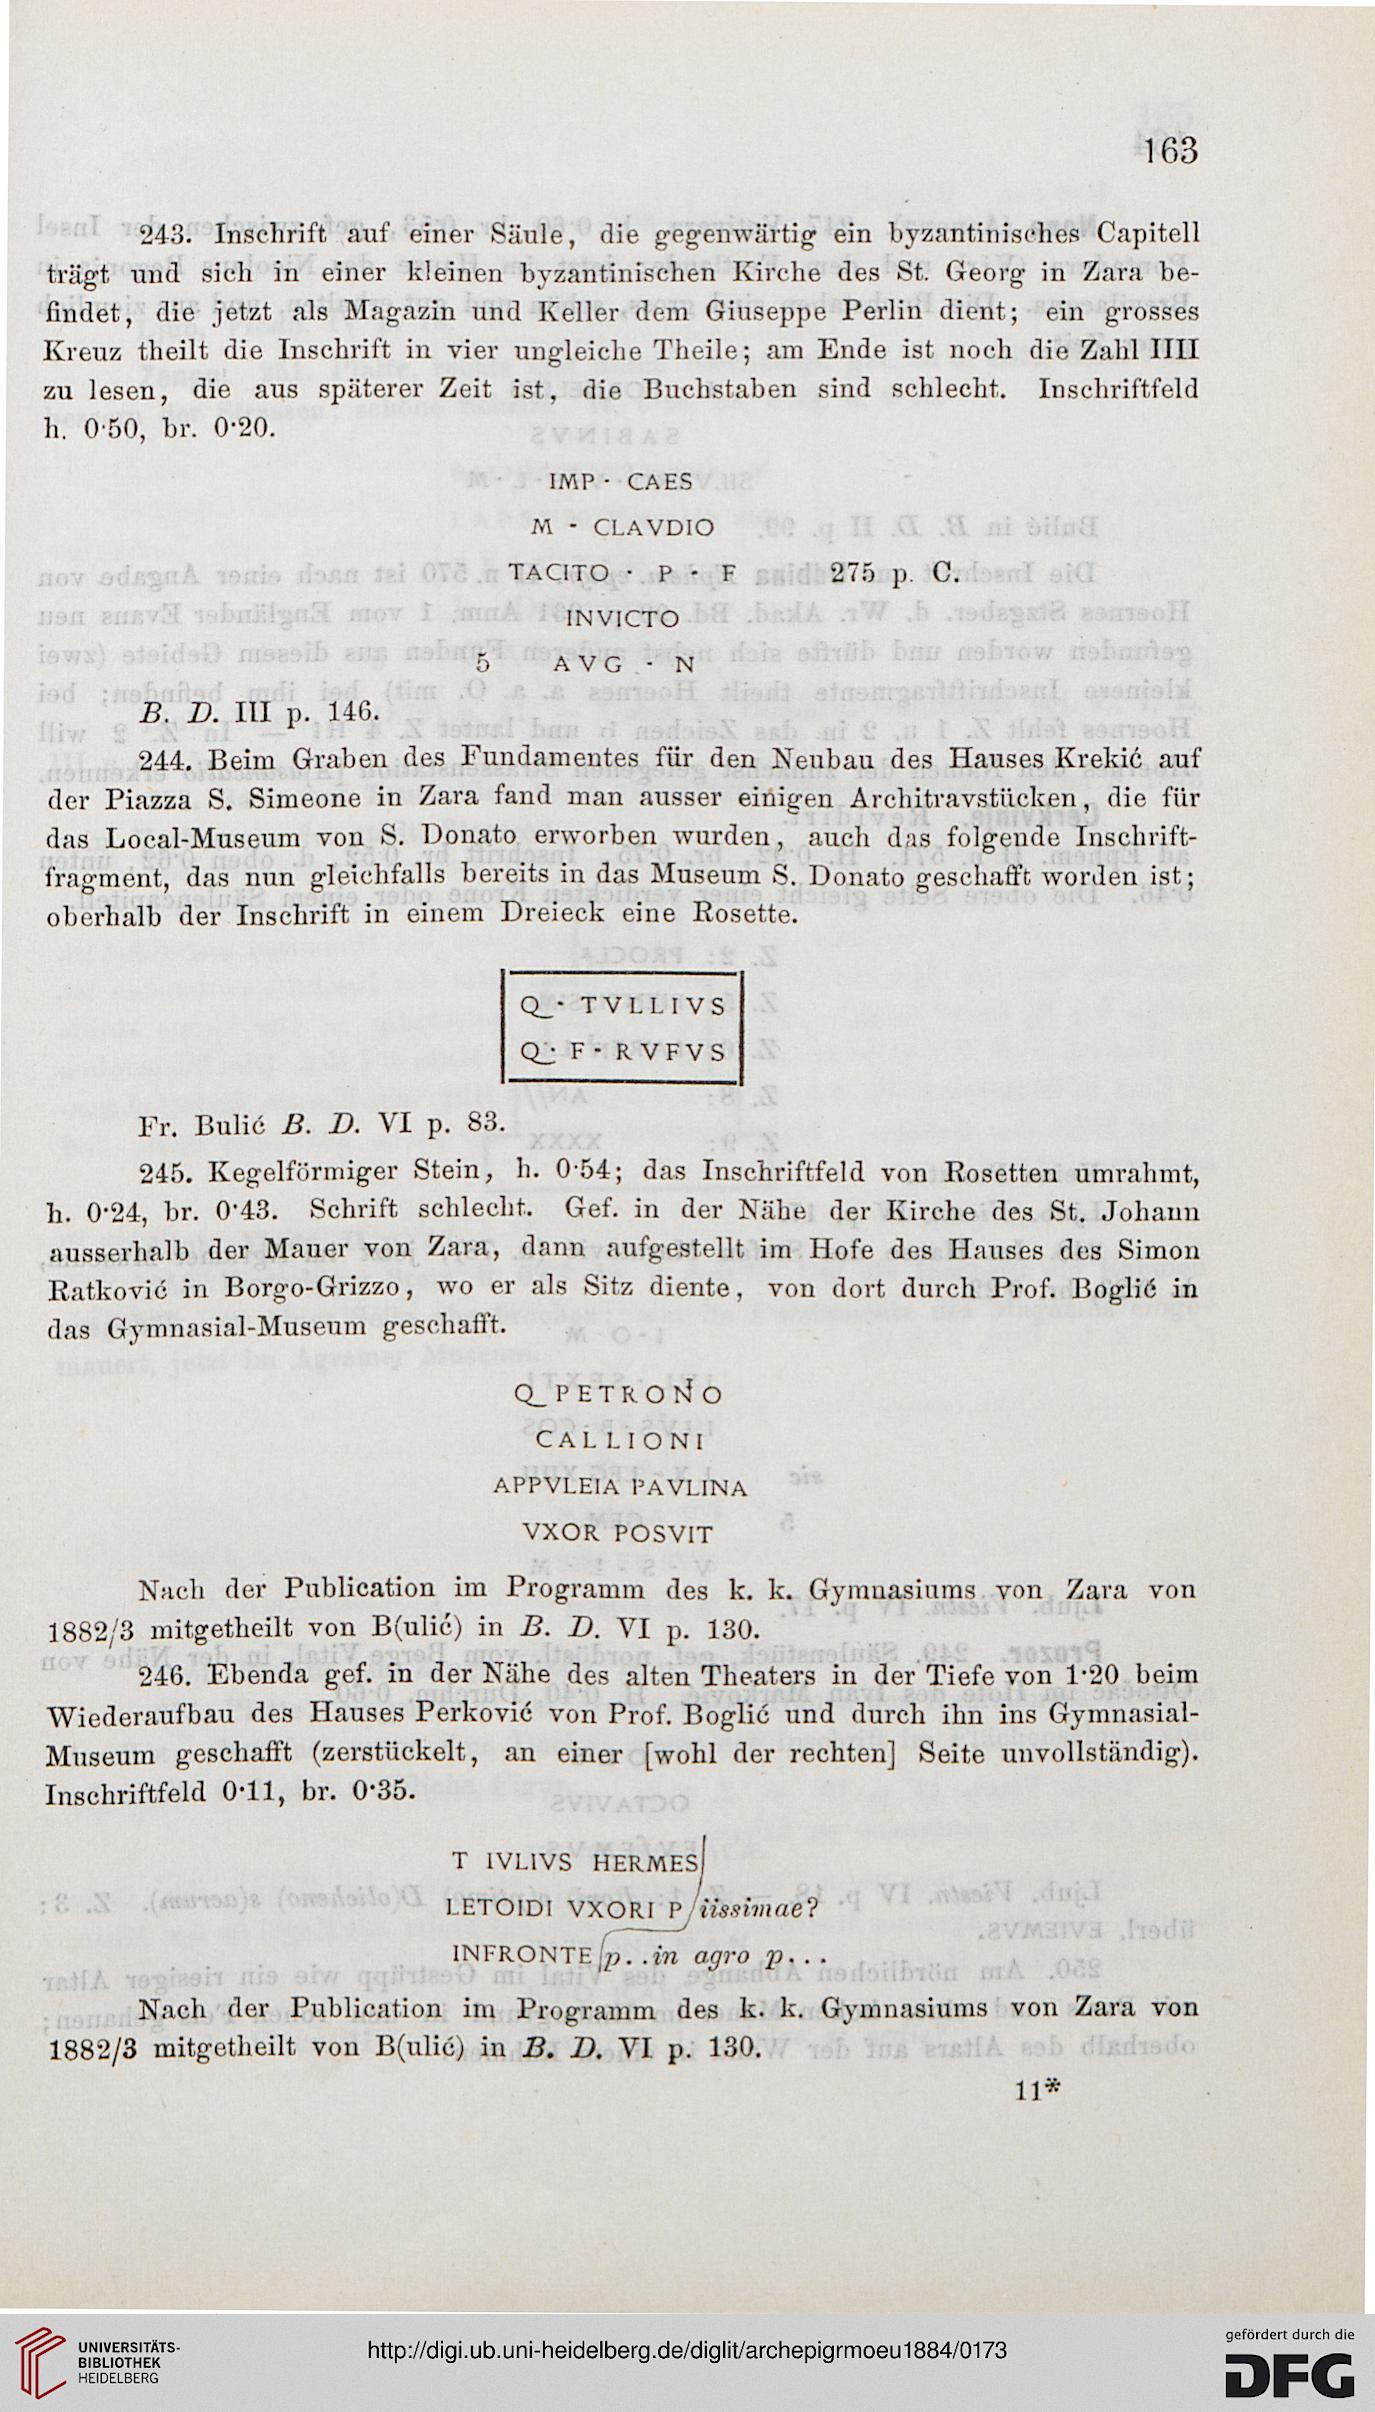 163
243. Inschrift auf einer Säule, die gegenwärtig ein byzantinisches Capitell
trägt und sich in einer kleinen byzantinischen Kirche des St. Georg in Zara be-
findet, die jetzt als Magazin und Keller dem Giuseppe Perlin dient; ein grosses
Kreuz theilt die Inschrift in vier ungleiche Theile; am Ende ist noch die Zahl IIII
zu lesen, die aus späterer Zeit ist, die Buchstaben sind schlecht. Inschriftfeld
h. 0·50, br. 0·20.
IMP · CAES
M · CLAVDIO
TACITO · P · F 275 p. C.
INVICTO
5 AVG · N
B. D. III p. 146.
244. Beim Graben des Fundamentes für den Neubau des Hauses Krekić auf
der Piazza S. Simeone in Zara fand man ausser einigen Architravstücken, die für
das Local-Museum von S. Donato erworben wurden, auch das folgende Inschrift-
fragment, das nun gleichfalls bereits in das Museum S. Donato geschafft worden ist;
oberhalb der Inschrift in einem Dreieck eine Rosette.
Q · TVLLIVS
Q · F · RVFVS
Fr. Bulić B. D. VI p. 83.
245. Kegelförmiger Stein, h. 0·54; das Inschriftfeld von Rosetten umrahmt,
h. 0·24, br. 0·43. Schrift schlecht. Gef. in der Nähe der Kirche des St. Johann
ausserhalb der Mauer von Zara, dann aufgestellt im Hofe des Hauses des Simon
Ratković in Borgo-Grizzo, wo er als Sitz diente, von dort durch Prof. Boglić in
das Gymnasial-Museum geschafft.
Q PETRONO
CALLIONI
APPVLEIA PAVLINA
VXOR POSVIT
Nach der Publication im Programm des k. k. Gymnasiums von Zara von
1882/3 mitgetheilt von B(ulić) in B. D. VI p. 130.
246. Ebenda gef. in der Nähe des alten Theaters in der Tiefe von 1·20 beim
Wiederaufbau des Hauses Perković von Prof. Boglić und durch ihn ins Gymnasial-
Museum geschafft (zerstückelt, an einer [wohl der rechten] Seite unvollständig).
Inschriftfeld 0·11, br. 0·35.
T IVLIVS HERMES
LETOIDI VXORI P iissimae?
INFRONTE p. . in agro p . . .
Nach der Publication im Programm des k. k. Gymnasiums von Zara von
1882/3 mitgetheilt von B(ulić) in B. D. VI p. 130.
11*
UNIVERSITÄTS-
BIBLIOTHEK
HEIDELBERG
http://digi.ub.uni-heidelberg.de/diglit/archepigrmoeu1884/0173
gefördert durch die
DFG